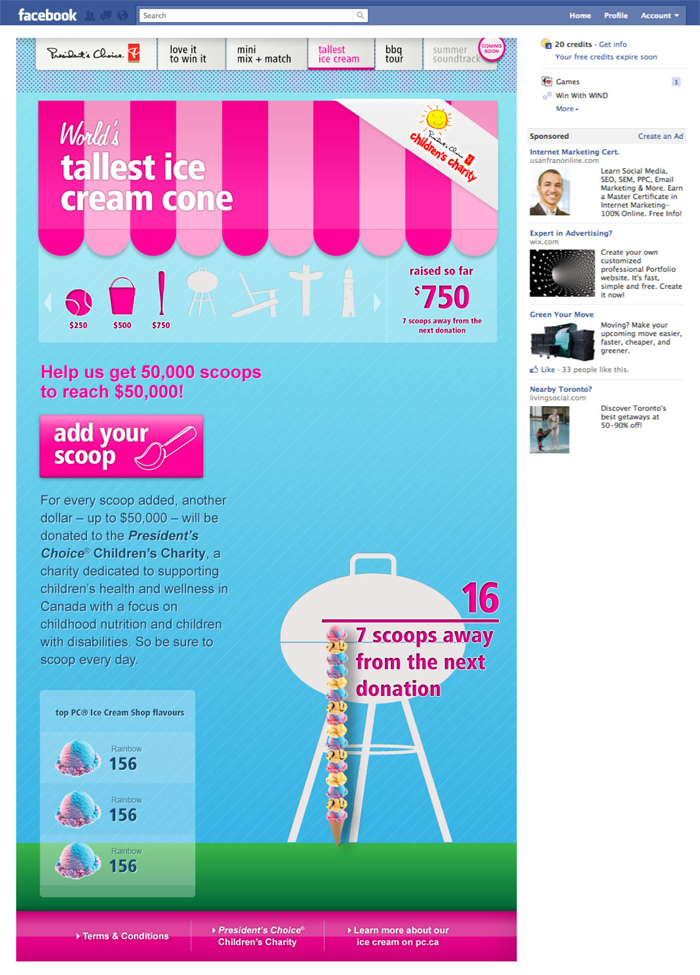 facebook
Search
Home Profile Account
President's Choice PC
love it
to win it
mini
mix + match
tallest
ice cream
bbq
tour
summer
soundtrack
COMING
SOON
World's
tallest ice
cream cone
President's Choice PC
children's charity
$250
$500
$750
raised so far
$750
7 scoops away from the
next donation
Help us get 50,000 scoops
to reach $50,000!
add your
scoop
For every scoop added, another
dollar – up to $50,000 – will be
donated to the President's
Choice® Children's Charity, a
charity dedicated to supporting
children's health and wellness in
Canada with a focus on
childhood nutrition and children
with disabilities. So be sure to
scoop every day.
16
7 scoops away
from the next
donation
top PC® Ice Cream Shop flavours
Rainbow
156
Rainbow
156
Rainbow
156
Terms & Conditions
President's Choice®
Children's Charity
Learn more about our
ice cream on pc.ca
20 credits · Get info
Your free credits expire soon
Games 1
Win With WIND
More
Sponsored Create an Ad
Internet Marketing Cert.
usanfranonline.com
Learn Social Media,
SEO, SEM, PPC, Email
Marketing & More. Earn
a Master Certificate in
Internet Marketing-
100% Online. Free Info!
Expert in Advertising?
wix.com
Create your own
customized
professional Portfolio
website. It's fast,
simple and free. Create
it now!
Green Your Move
Moving? Make your
upcoming move easier,
faster, cheaper, and
greener.
Like · 33 people like this.
Nearby Toronto?
livingsocial.com
Discover Toronto's
best getaways at
50-90% off!